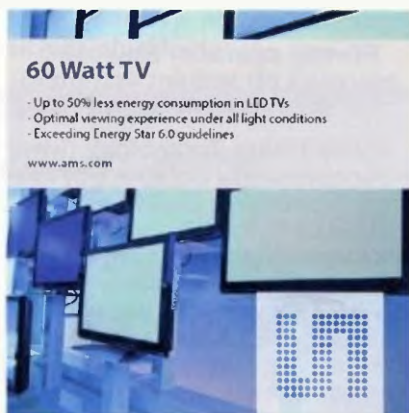 60 Watt TV
- Up to 50% less energy consumption in LED TVs
- Optimal viewing experience under all light conditions
- Exceeding Energy Star 6.0 guidelines
www.ams.com